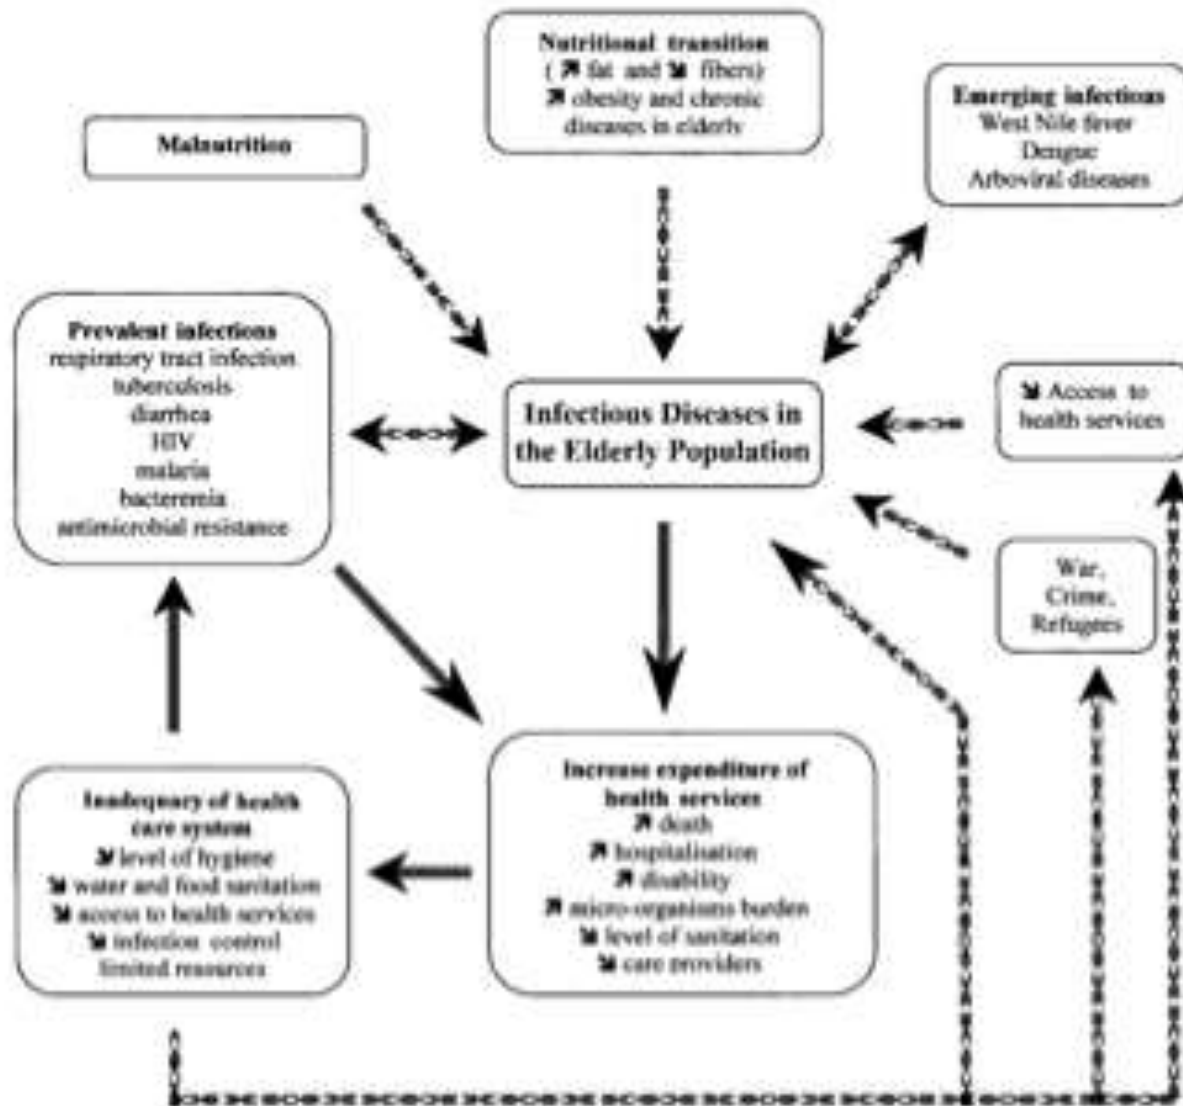 Nutritional transition
( ↗ fat and ↘ fibers)
↗ obesity and chronic
diseases in elderly
Emerging infections
West Nile fever
Dengue
Arboviral diseases
Malnutrition
Prevalent infections
respiratory tract infection
tuberculosis
diarrhea
HIV
malaria
bacteremia
antimicrobial resistance
Infectious Diseases in
the Elderly Population
↘ Access to
health services
War,
Crime,
Refugees
Inadequary of health
care system
↘ level of hygiene
↘ water and food sanitation
↘ access to health services
↘ infection control
limited resources
Increase expenditure of
health services
↗ death
↗ hospitalisation
↗ disability
↗ micro-organisms burden
↘ level of sanitation
↘ care providers